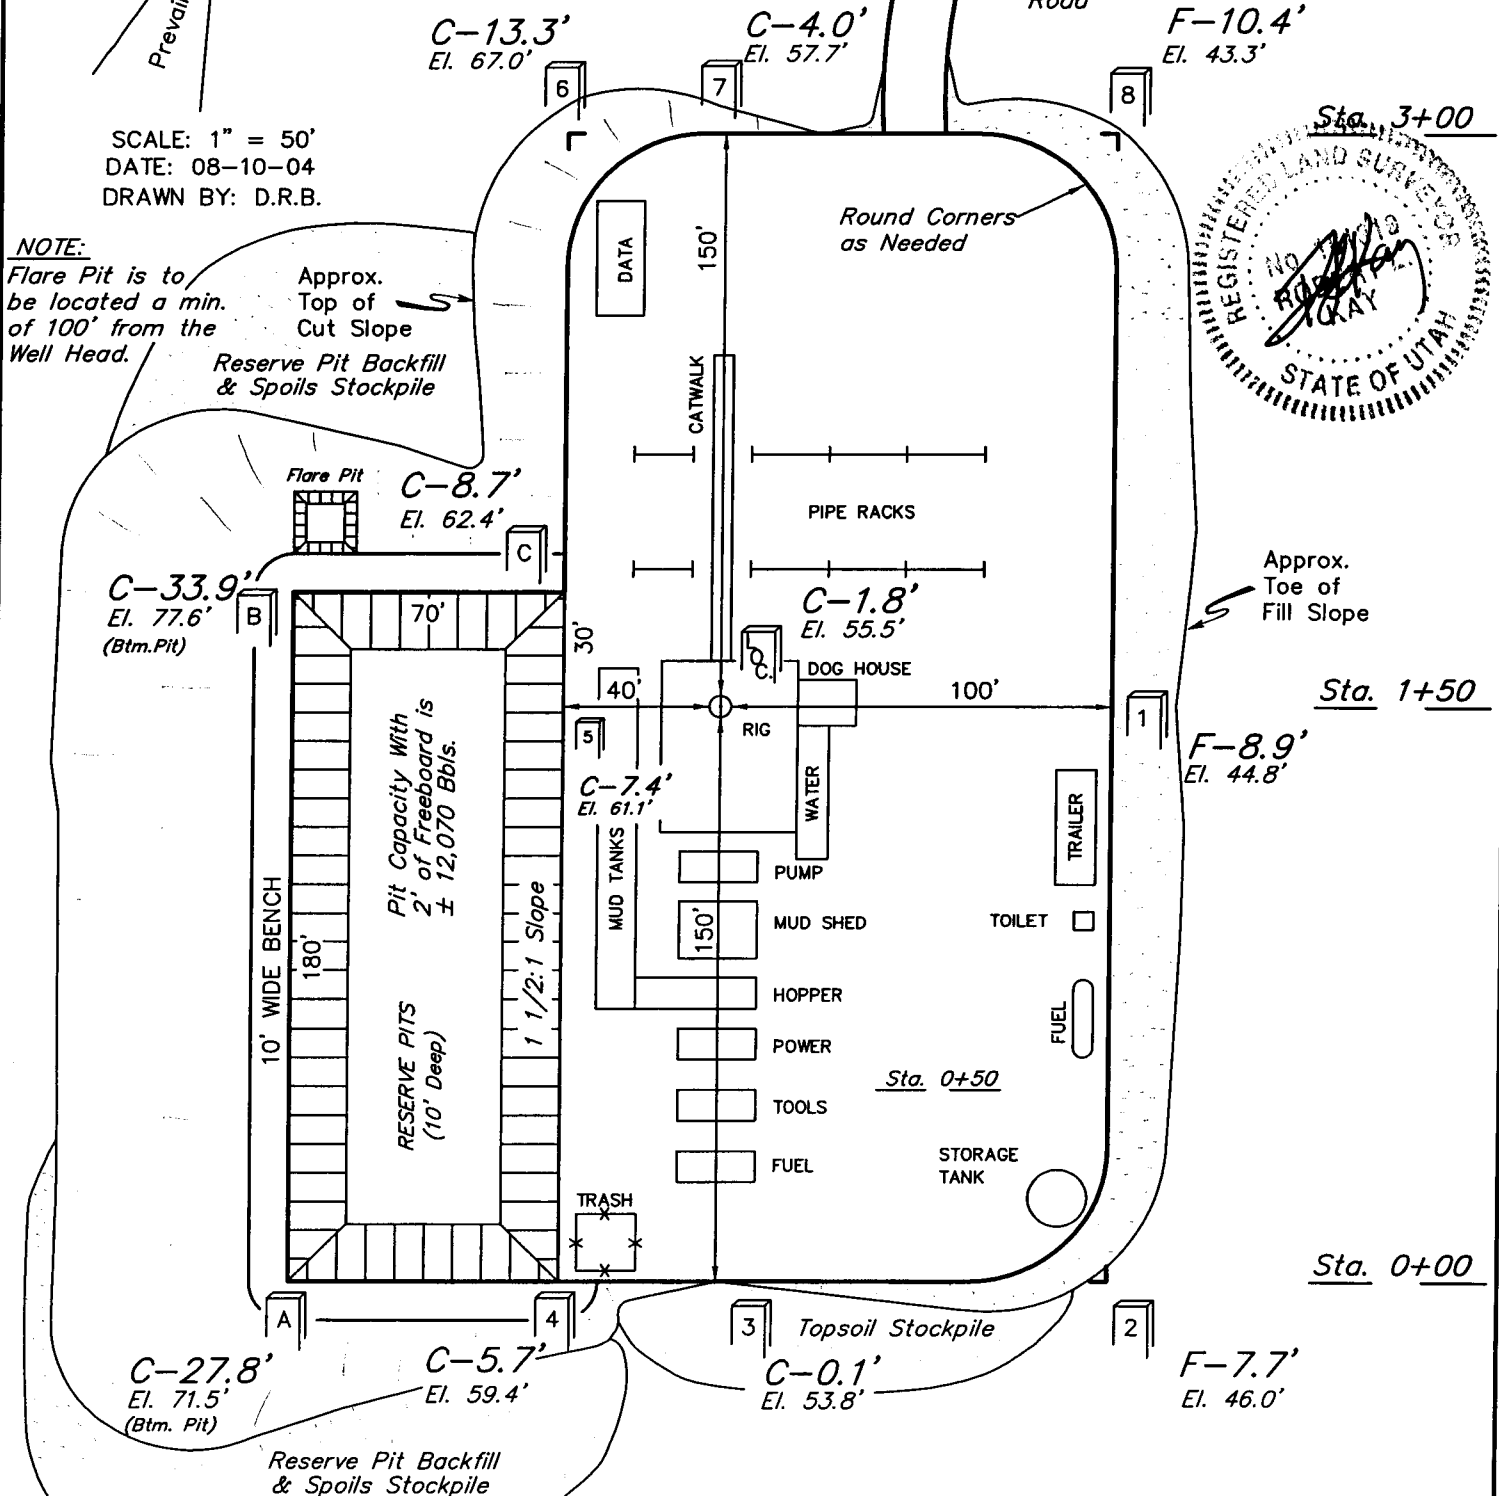 Road
C-13.3'
El. 67.0'
C-4.0'
El. 57.7'
F-10.4'
El. 43.3'
6
7
8
Sta. 3+00
SCALE: 1" = 50'
DATE: 08-10-04
DRAWN BY: D.R.B.
NOTE:
Flare Pit is to
be located a min.
of 100' from the
Well Head.
Approx.
Top of
Cut Slope
Reserve Pit Backfill
& Spoils Stockpile
DATA
150'
Round Corners
as Needed
REGISTERED LAND SURVEYOR
KAY
STATE OF UTAH
CATWALK
PIPE RACKS
Flare Pit
C-8.7'
El. 62.4'
C
C-33.9'
El. 77.6'
(Btm.Pit)
B
70'
30'
C-1.8'
El. 55.5'
LOC.
DOG HOUSE
40'
100'
RIG
5
C-7.4'
El. 61.1'
1
Sta. 1+50
F-8.9'
El. 44.8'
Approx.
Toe of
Fill Slope
WATER
TRAILER
MUD TANKS
PUMP
MUD SHED
150'
TOILET
HOPPER
FUEL
POWER
Sta. 0+50
TOOLS
FUEL
STORAGE
TANK
TRASH
10' WIDE BENCH
180'
Pit Capacity With
2' of Freeboard is
± 12,070 Bbls.
RESERVE PITS
(10' Deep)
1 1/2:1 Slope
Sta. 0+00
A
4
3
2
Topsoil Stockpile
C-27.8'
El. 71.5'
(Btm. Pit)
C-5.7'
El. 59.4'
C-0.1'
El. 53.8'
F-7.7'
El. 46.0'
Reserve Pit Backfill
& Spoils Stockpile